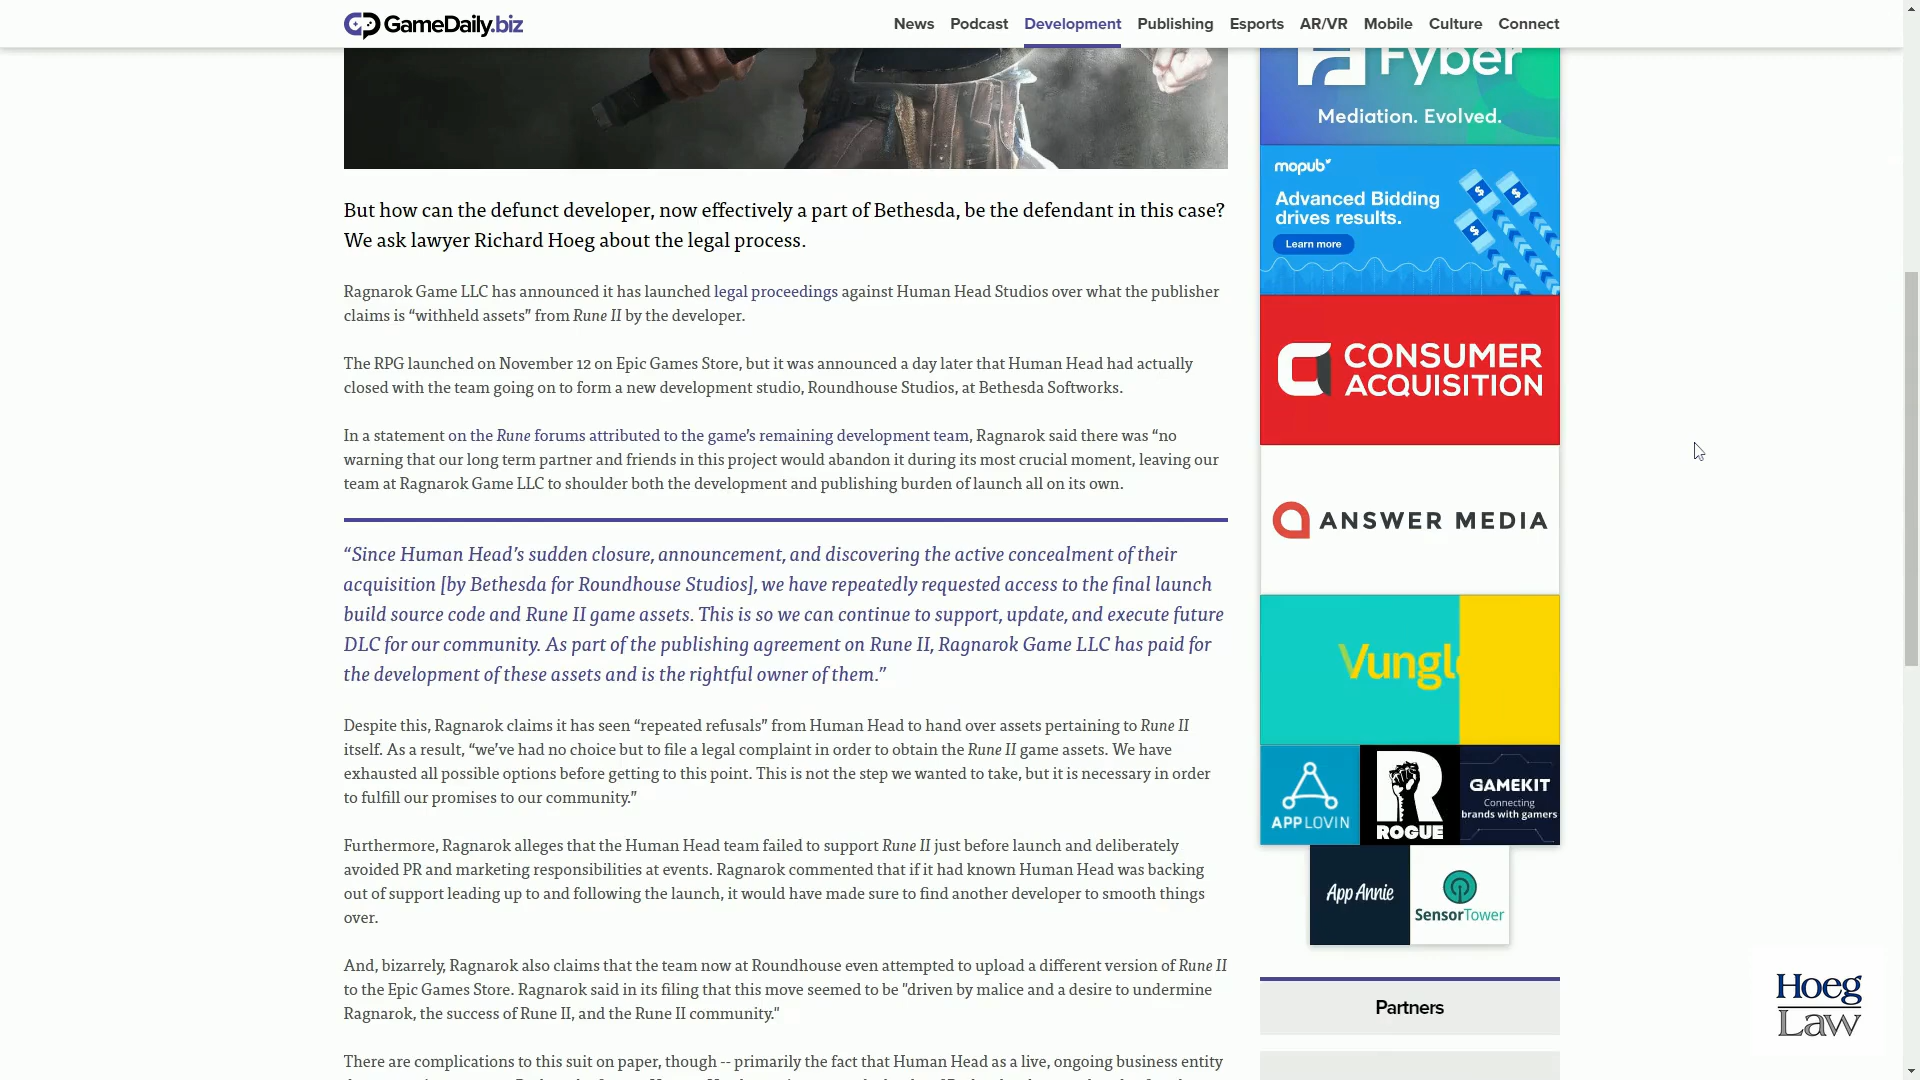 GameDaily.biz
News Podcast Development Publishing Esports AR/VR Mobile Culture Connect
But how can the defunct developer, now effectively a part of Bethesda, be the defendant in this case?
We ask lawyer Richard Hoeg about the legal process.
Ragnarok Game LLC has announced it has launched legal proceedings against Human Head Studios over what the publisher
claims is “withheld assets” from Rune II by the developer.
The RPG launched on November 12 on Epic Games Store, but it was announced a day later that Human Head had actually
closed with the team going on to form a new development studio, Roundhouse Studios, at Bethesda Softworks.
In a statement on the Rune forums attributed to the game’s remaining development team, Ragnarok said there was “no
warning that our long term partner and friends in this project would abandon it during its most crucial moment, leaving our
team at Ragnarok Game LLC to shoulder both the development and publishing burden of launch all on its own.
“Since Human Head’s sudden closure, announcement, and discovering the active concealment of their
acquisition [by Bethesda for Roundhouse Studios], we have repeatedly requested access to the final launch
build source code and Rune II game assets. This is so we can continue to support, update, and execute future
DLC for our community. As part of the publishing agreement on Rune II, Ragnarok Game LLC has paid for
the development of these assets and is the rightful owner of them.”
Despite this, Ragnarok claims it has seen “repeated refusals” from Human Head to hand over assets pertaining to Rune II
itself. As a result, “we’ve had no choice but to file a legal complaint in order to obtain the Rune II game assets. We have
exhausted all possible options before getting to this point. This is not the step we wanted to take, but it is necessary in order
to fulfill our promises to our community.”
Furthermore, Ragnarok alleges that the Human Head team failed to support Rune II just before launch and deliberately
avoided PR and marketing responsibilities at events. Ragnarok commented that if it had known Human Head was backing
out of support leading up to and following the launch, it would have made sure to find another developer to smooth things
over.
And, bizarrely, Ragnarok also claims that the team now at Roundhouse even attempted to upload a different version of Rune II
to the Epic Games Store. Ragnarok said in its filing that this move seemed to be "driven by malice and a desire to undermine
Ragnarok, the success of Rune II, and the Rune II community."
There are complications to this suit on paper, though -- primarily the fact that Human Head as a live, ongoing business entity
Fyber
Mediation. Evolved.
mopub
Advanced Bidding
drives results.
Learn more
CONSUMER
ACQUISITION
ANSWER MEDIA
Vungl
APPLOVIN
ROGUE
GAMEKIT
Connecting
brands with gamers
App Annie
SensorTower
Partners
Hoeg
Law